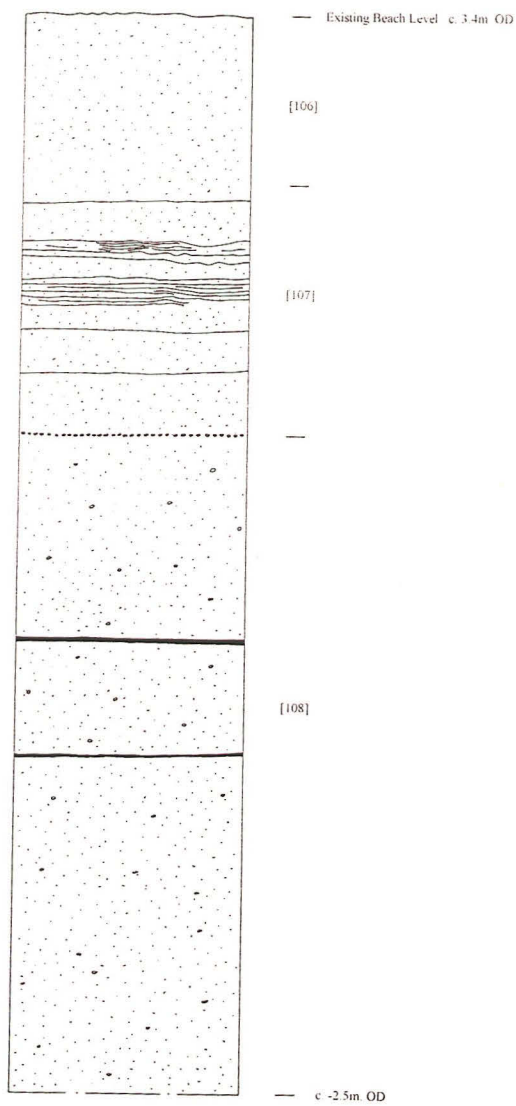 Existing Beach Level c. 3.4m OD
[106]
[107]
[108]
c -2.5m. OD